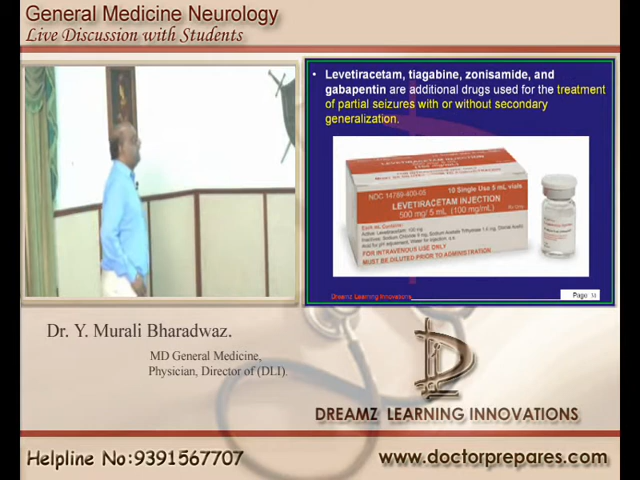 General Medicine Neurology
Live Discussion with Students
• Levetiracetam, tiagabine, zonisamide, and
gabapentin are additional drugs used for the treatment
of partial seizures with or without secondary
generalization.
10 Single Use 5 mL vials
LEVETIRACETAM INJECTION
500 mg/ 5 mL (100 mg/mL)
FOR INTRAVENOUS USE ONLY
MUST BE DILUTED PRIOR TO ADMINISTRATION
Dreamz Learning Innovations
Page
Dr. Y. Murali Bharadwaz.
MD General Medicine,
Physician, Director of (DLI).
DREAMZ LEARNING INNOVATIONS
Helpline No:9391567707
www.doctorprepares.com